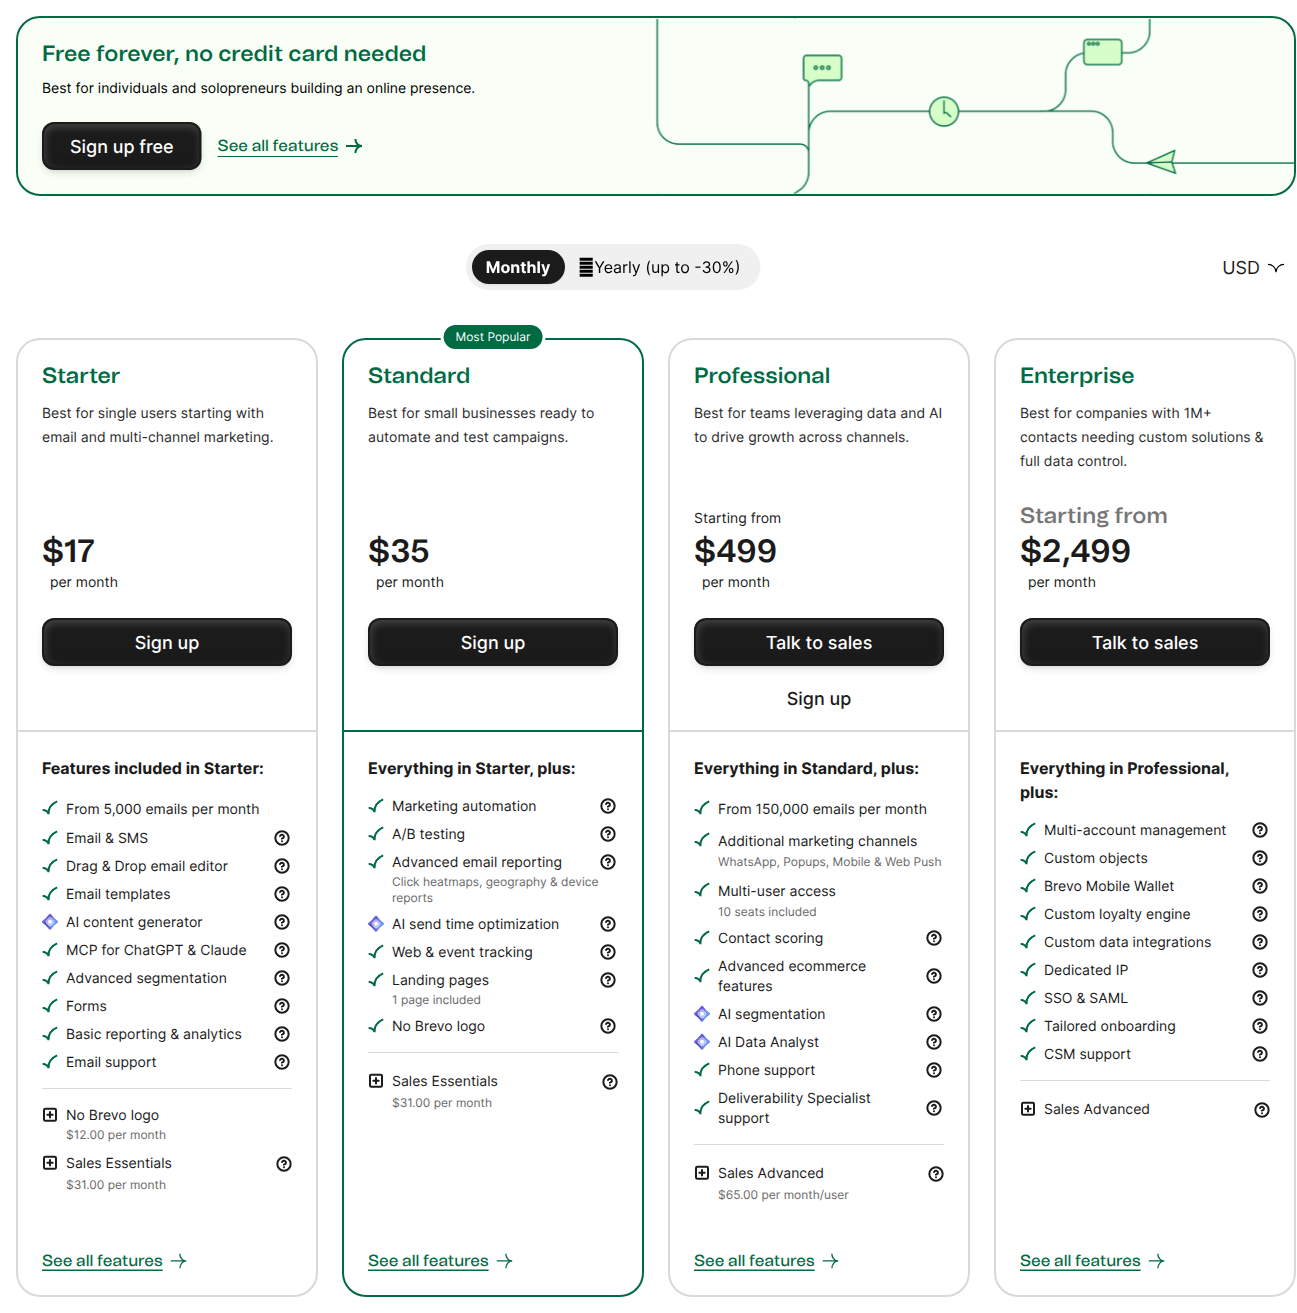 Free forever, no credit card needed
Best for individuals and solopreneurs building an online presence.
Sign up free
See all features
Monthly
Yearly (up to -30%)
USD
Most Popular
Starter
Best for single users starting with
email and multi-channel marketing.
$17
per month
Sign up
Features included in Starter:
From 5,000 emails per month
Email & SMS
Drag & Drop email editor
Email templates
AI content generator
MCP for ChatGPT & Claude
Advanced segmentation
Forms
Basic reporting & analytics
Email support
No Brevo logo
$12.00 per month
Sales Essentials
$31.00 per month
See all features
Standard
Best for small businesses ready to
automate and test campaigns.
$35
per month
Sign up
Everything in Starter, plus:
Marketing automation
A/B testing
Advanced email reporting
Click heatmaps, geography & device
reports
AI send time optimization
Web & event tracking
Landing pages
1 page included
No Brevo logo
Sales Essentials
$31.00 per month
See all features
Professional
Best for teams leveraging data and AI
to drive growth across channels.
Starting from
$499
per month
Talk to sales
Sign up
Everything in Standard, plus:
From 150,000 emails per month
Additional marketing channels
WhatsApp, Popups, Mobile & Web Push
Multi-user access
10 seats included
Contact scoring
Advanced ecommerce
features
AI segmentation
AI Data Analyst
Phone support
Deliverability Specialist
support
Sales Advanced
$65.00 per month/user
See all features
Enterprise
Best for companies with 1M+
contacts needing custom solutions &
full data control.
Starting from
$2,499
per month
Talk to sales
Everything in Professional,
plus:
Multi-account management
Custom objects
Brevo Mobile Wallet
Custom loyalty engine
Custom data integrations
Dedicated IP
SSO & SAML
Tailored onboarding
CSM support
Sales Advanced
See all features